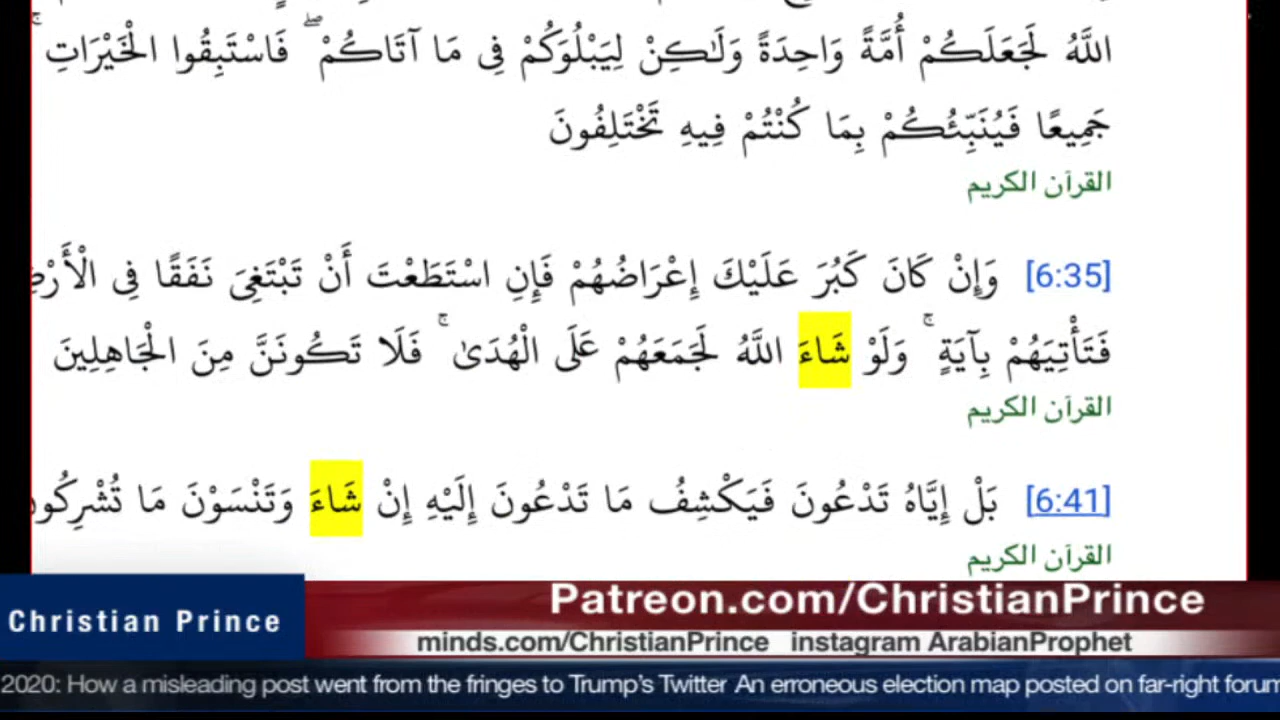 اللَّهُ لَجَعَلَكُمْ أُمَّةً وَاحِدَةً وَلَٰكِنْ لِيَبْلُوَكُمْ فِي مَا آتَاكُمْ ۖ فَاسْتَبِقُوا الْخَيْرَاتِ ۚ
جَمِيعًا فَيُنَبِّئُكُمْ بِمَا كُنْتُمْ فِيهِ تَخْتَلِفُونَ
القرآن الكريم
[6:35] وَإِنْ كَانَ كَبُرَ عَلَيْكَ إِعْرَاضُهُمْ فَإِنِ اسْتَطَعْتَ أَنْ تَبْتَغِيَ نَفَقًا فِي الْأَرْضِ
فَتَأْتِيَهُمْ بِآيَةٍ ۚ وَلَوْ شَاءَ اللَّهُ لَجَمَعَهُمْ عَلَى الْهُدَىٰ ۚ فَلَا تَكُونَنَّ مِنَ الْجَاهِلِينَ
القرآن الكريم
[6:41] بَلْ إِيَّاهُ تَدْعُونَ فَيَكْشِفُ مَا تَدْعُونَ إِلَيْهِ إِنْ شَاءَ وَتَنْسَوْنَ مَا تُشْرِكُونَ
القرآن الكريم
Christian Prince
Patreon.com/ChristianPrince
minds.com/ChristianPrince instagram ArabianProphet
2020: How a misleading post went from the fringes to Trump's Twitter An erroneous election map posted on far-right forum